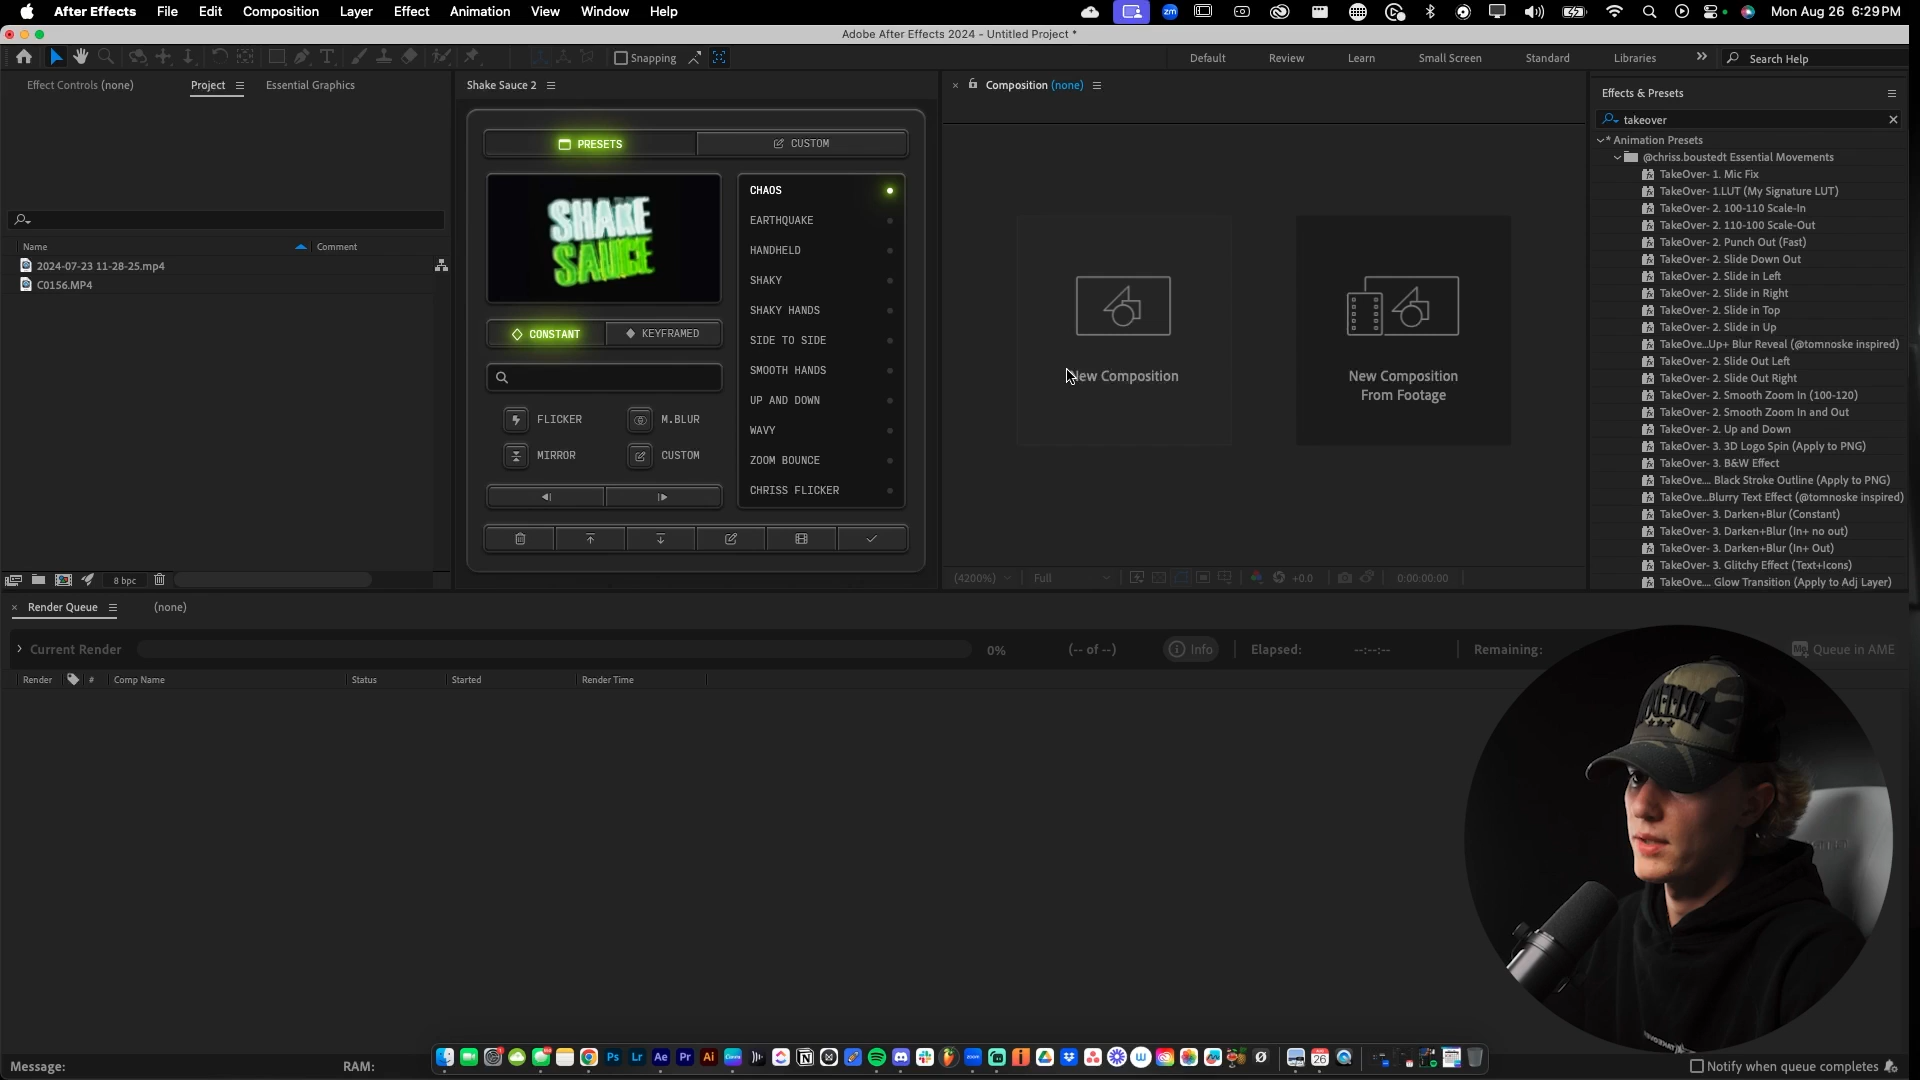 After Effects File Edit Composition Layer Effect Animation View Window Help
Mon Aug 26 6:29 PM
Adobe After Effects 2024 - Untitled Project *
Snapping
Default Review Learn Small Screen Standard Libraries
Search Help
Effect Controls (none)
Project
Essential Graphics
Name
Comment
2024-07-23 11-28-25.mp4
C0156.MP4
8 bpc
Shake Sauce 2
PRESETS
CUSTOM
SHAKE
SAUCE
CONSTANT
KEYFRAMED
FLICKER
M.BLUR
MIRROR
CUSTOM
CHAOS
EARTHQUAKE
HANDHELD
SHAKY
SHAKY HANDS
SIDE TO SIDE
SMOOTH HANDS
UP AND DOWN
WAVY
ZOOM BOUNCE
CHRISS FLICKER
Composition (none)
New Composition
New Composition
From Footage
(4200%)
Full
+0.0
0:00:00:00
Effects & Presets
takeover
* Animation Presets
@chriss.boustedt Essential Movements
TakeOver- 1. Mic Fix
TakeOver- 1.LUT (My Signature LUT)
TakeOver- 2. 100-110 Scale-In
TakeOver- 2. 110-100 Scale-Out
TakeOver- 2. Punch Out (Fast)
TakeOver- 2. Slide Down Out
TakeOver- 2. Slide in Left
TakeOver- 2. Slide in Right
TakeOver- 2. Slide in Top
TakeOver- 2. Slide in Up
TakeOve...Up+ Blur Reveal (@tomnoske inspired)
TakeOver- 2. Slide Out Left
TakeOver- 2. Slide Out Right
TakeOver- 2. Smooth Zoom In (100-120)
TakeOver- 2. Smooth Zoom In and Out
TakeOver- 2. Up and Down
TakeOver- 3. 3D Logo Spin (Apply to PNG)
TakeOver- 3. B&W Effect
TakeOve.... Black Stroke Outline (Apply to PNG)
TakeOve...Blurry Text Effect (@tomnoske inspired)
TakeOver- 3. Darken+Blur (Constant)
TakeOver- 3. Darken+Blur (In+ no out)
TakeOver- 3. Darken+Blur (In+ Out)
TakeOver- 3. Glitchy Effect (Text+Icons)
TakeOve.... Glow Transition (Apply to Adj Layer)
Render Queue
(none)
Current Render
0%
(-- of --)
Info
Elapsed:
--:--:--
Remaining:
Queue in AME
Render
#
Comp Name
Status
Started
Render Time
Message:
RAM:
Ps Lr Ae Pr Ai
26
Notify when queue completes